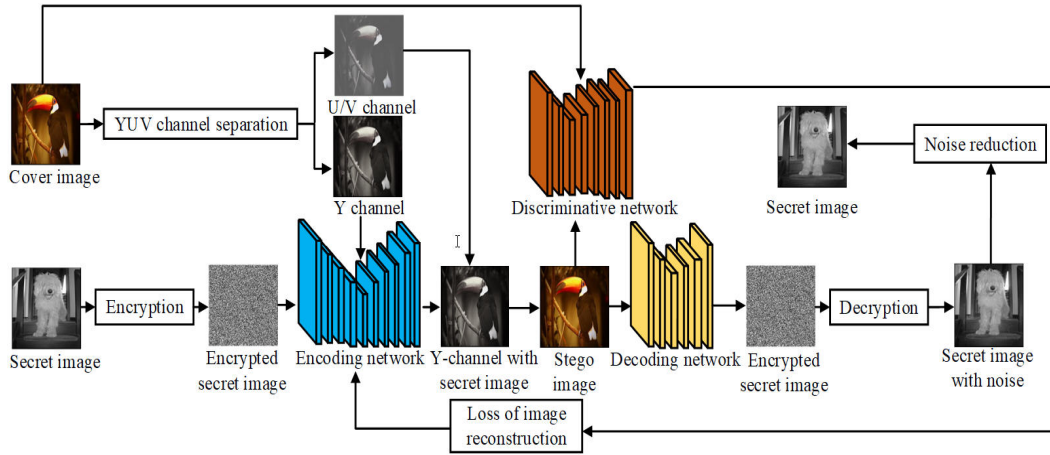 U/V channel
YUV channel separation
Cover image
Y channel
Discriminative network
Noise reduction
Secret image
Encryption
Decryption
Secret image
Encrypted
secret image
Encoding network
Y-channel with
secret image
Stego
image
Decoding network
Encrypted
secret image
Secret image
with noise
Loss of image
reconstruction